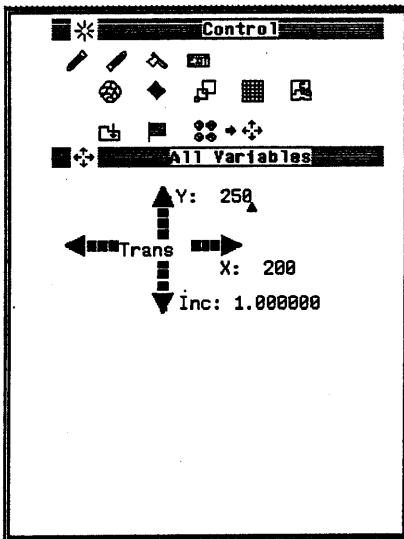 Control
All Variables
Y: 250
Trans
X: 200
Inc: 1.000000